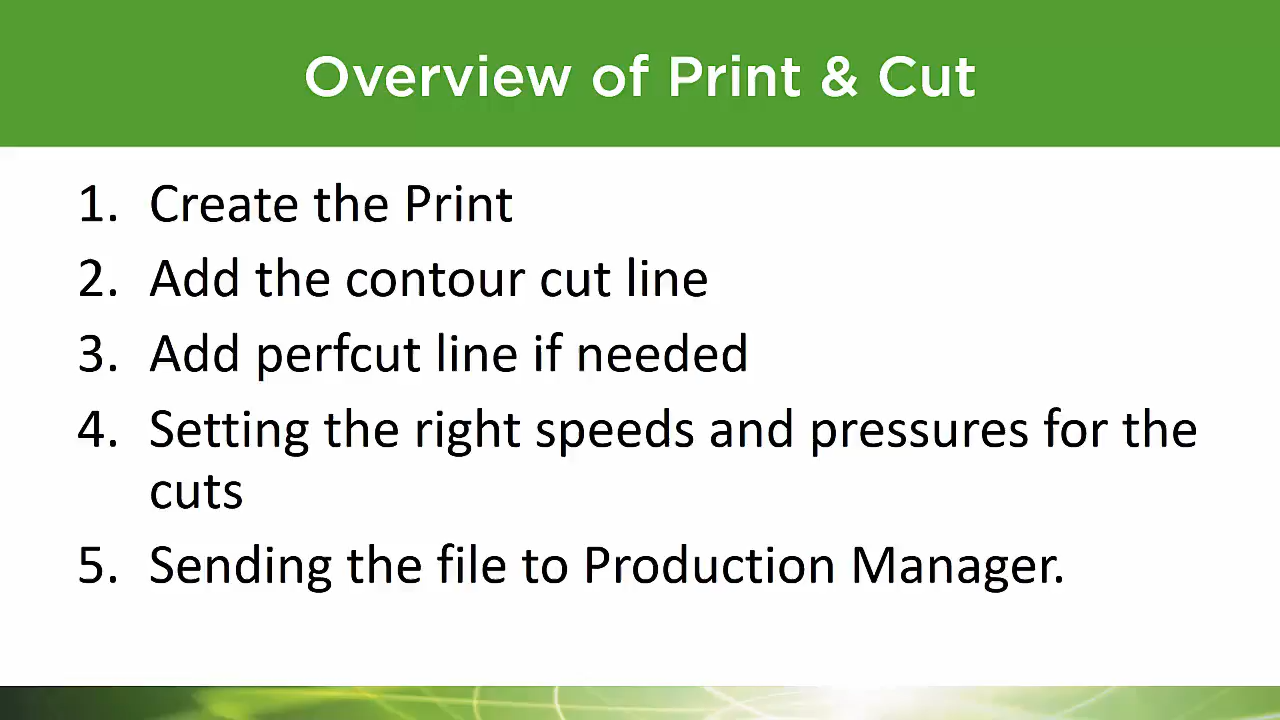 Overview of Print & Cut
1. Create the Print
2. Add the contour cut line
3. Add perfcut line if needed
4. Setting the right speeds and pressures for the
cuts
5. Sending the file to Production Manager.